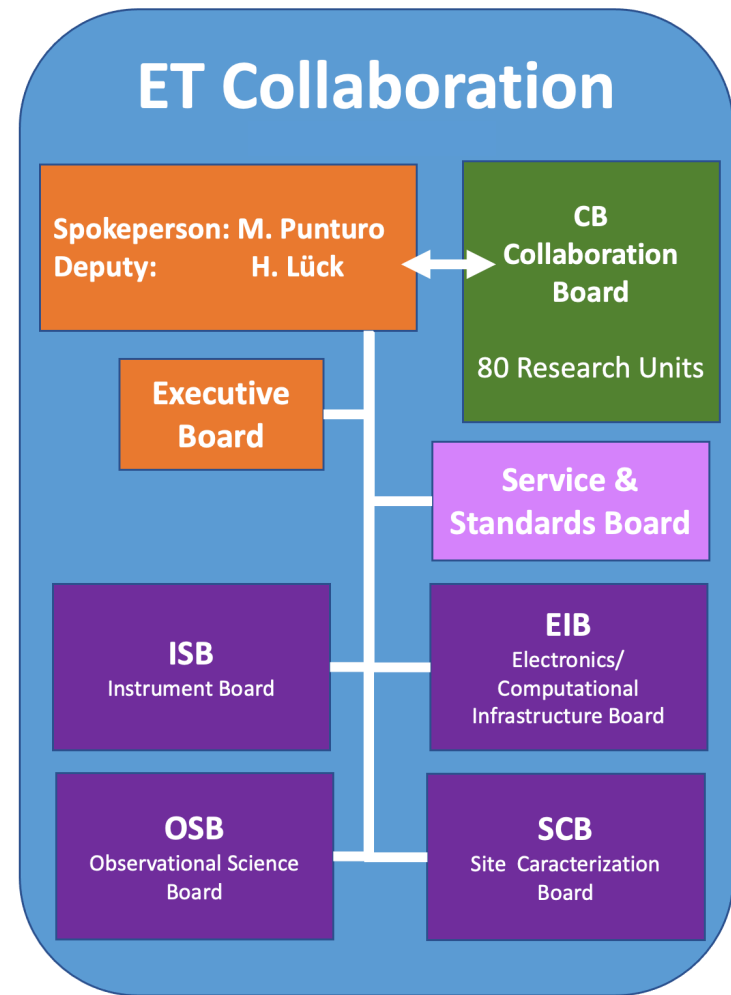 ET Collaboration
Spokeperson: M. Punturo
Deputy: H. Lück
CB
Collaboration
Board
80 Research Units
Executive
Board
Service &
Standards Board
ISB
Instrument Board
EIB
Electronics/
Computational
Infrastructure Board
OSB
Observational Science
Board
SCB
Site Caracterization
Board